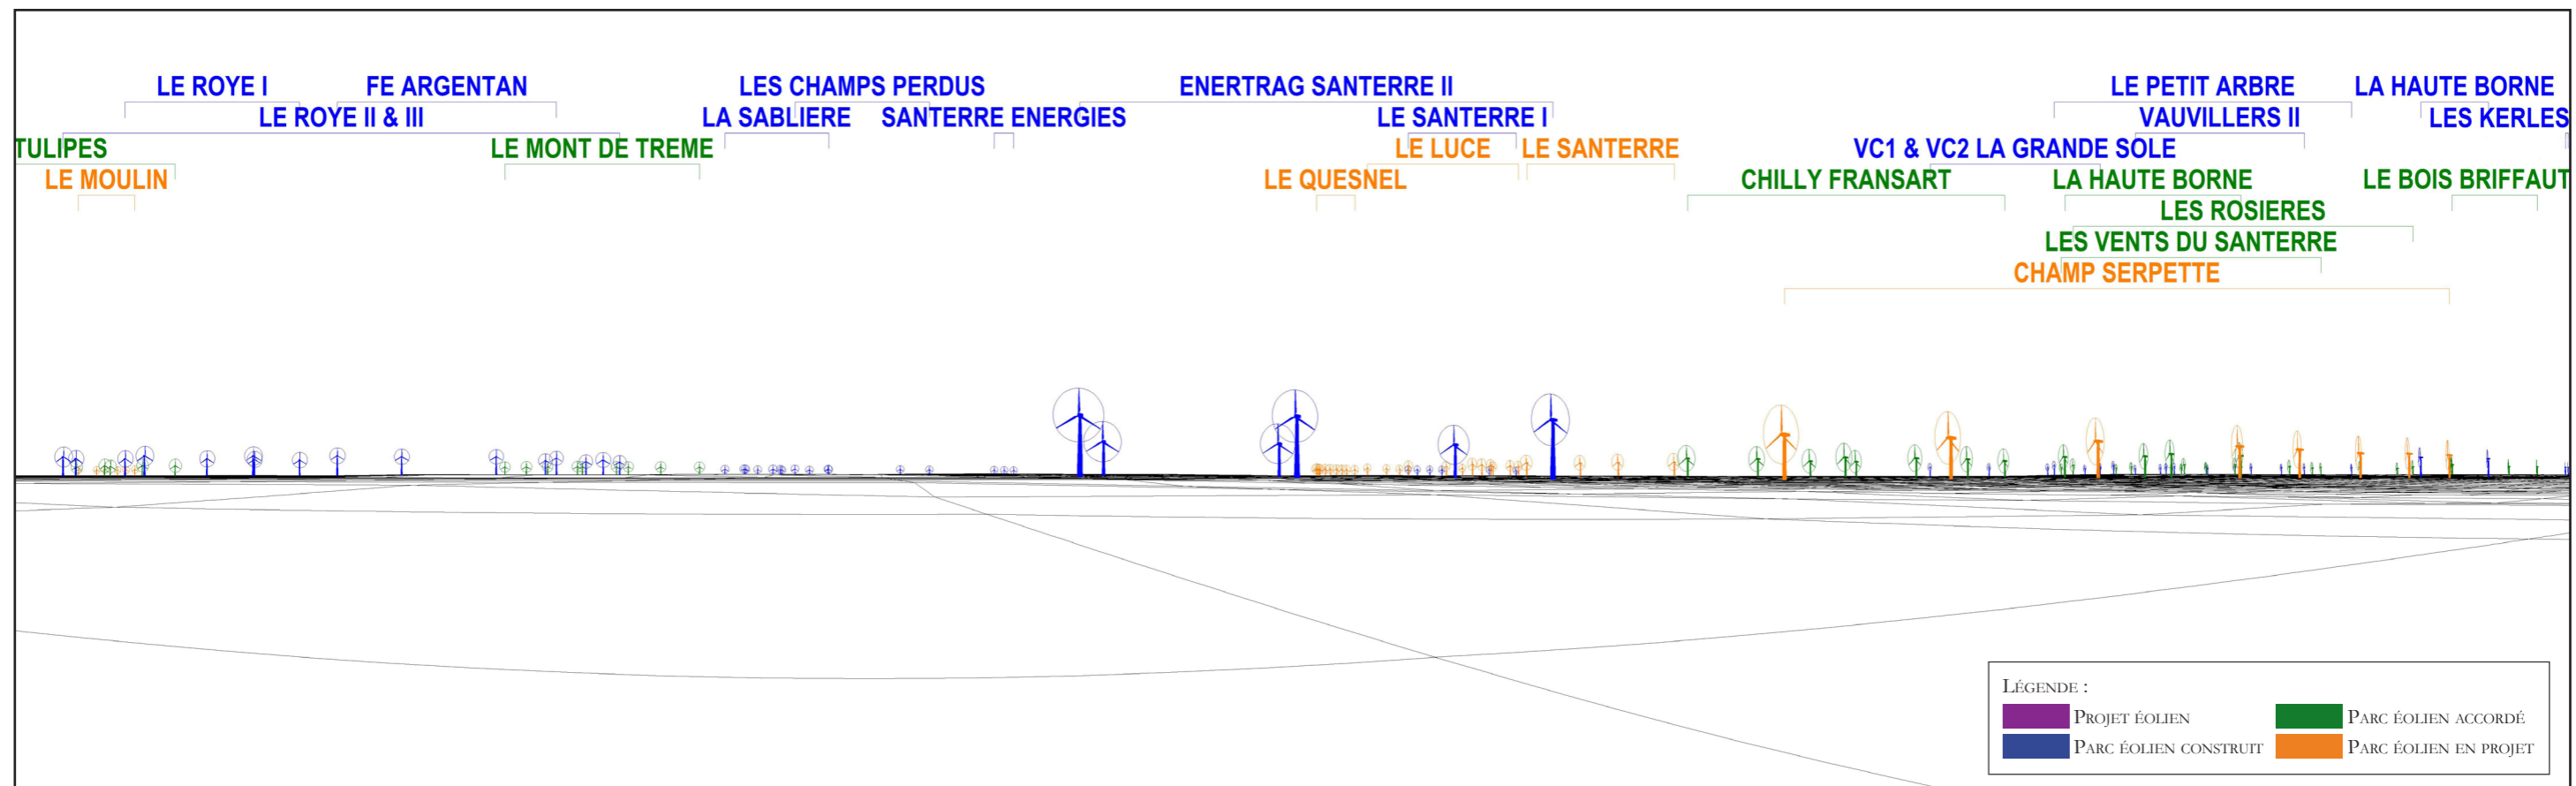 LE ROYE I FE ARGENTAN LES CHAMPS PERDUS ENERTRAG SANTERRE II LE PETIT ARBRE LA HAUTE BORNE
LE ROYE II & III LA SABLIERE SANTERRE ENERGIES LE SANTERRE I VAUVILLERS II LES KERLES
TULIPES LE MONT DE TREME LE LUCE LE SANTERRE VC1 & VC2 LA GRANDE SOLE
LE MOULIN LE QUESNEL CHILLY FRANSART LA HAUTE BORNE LE BOIS BRIFFAUT
LES ROSIERES
LES VENTS DU SANTERRE
CHAMP SERPETTE
LÉGENDE :
PROJET ÉOLIEN PARC ÉOLIEN ACCORDÉ
PARC ÉOLIEN CONSTRUIT PARC ÉOLIEN EN PROJET